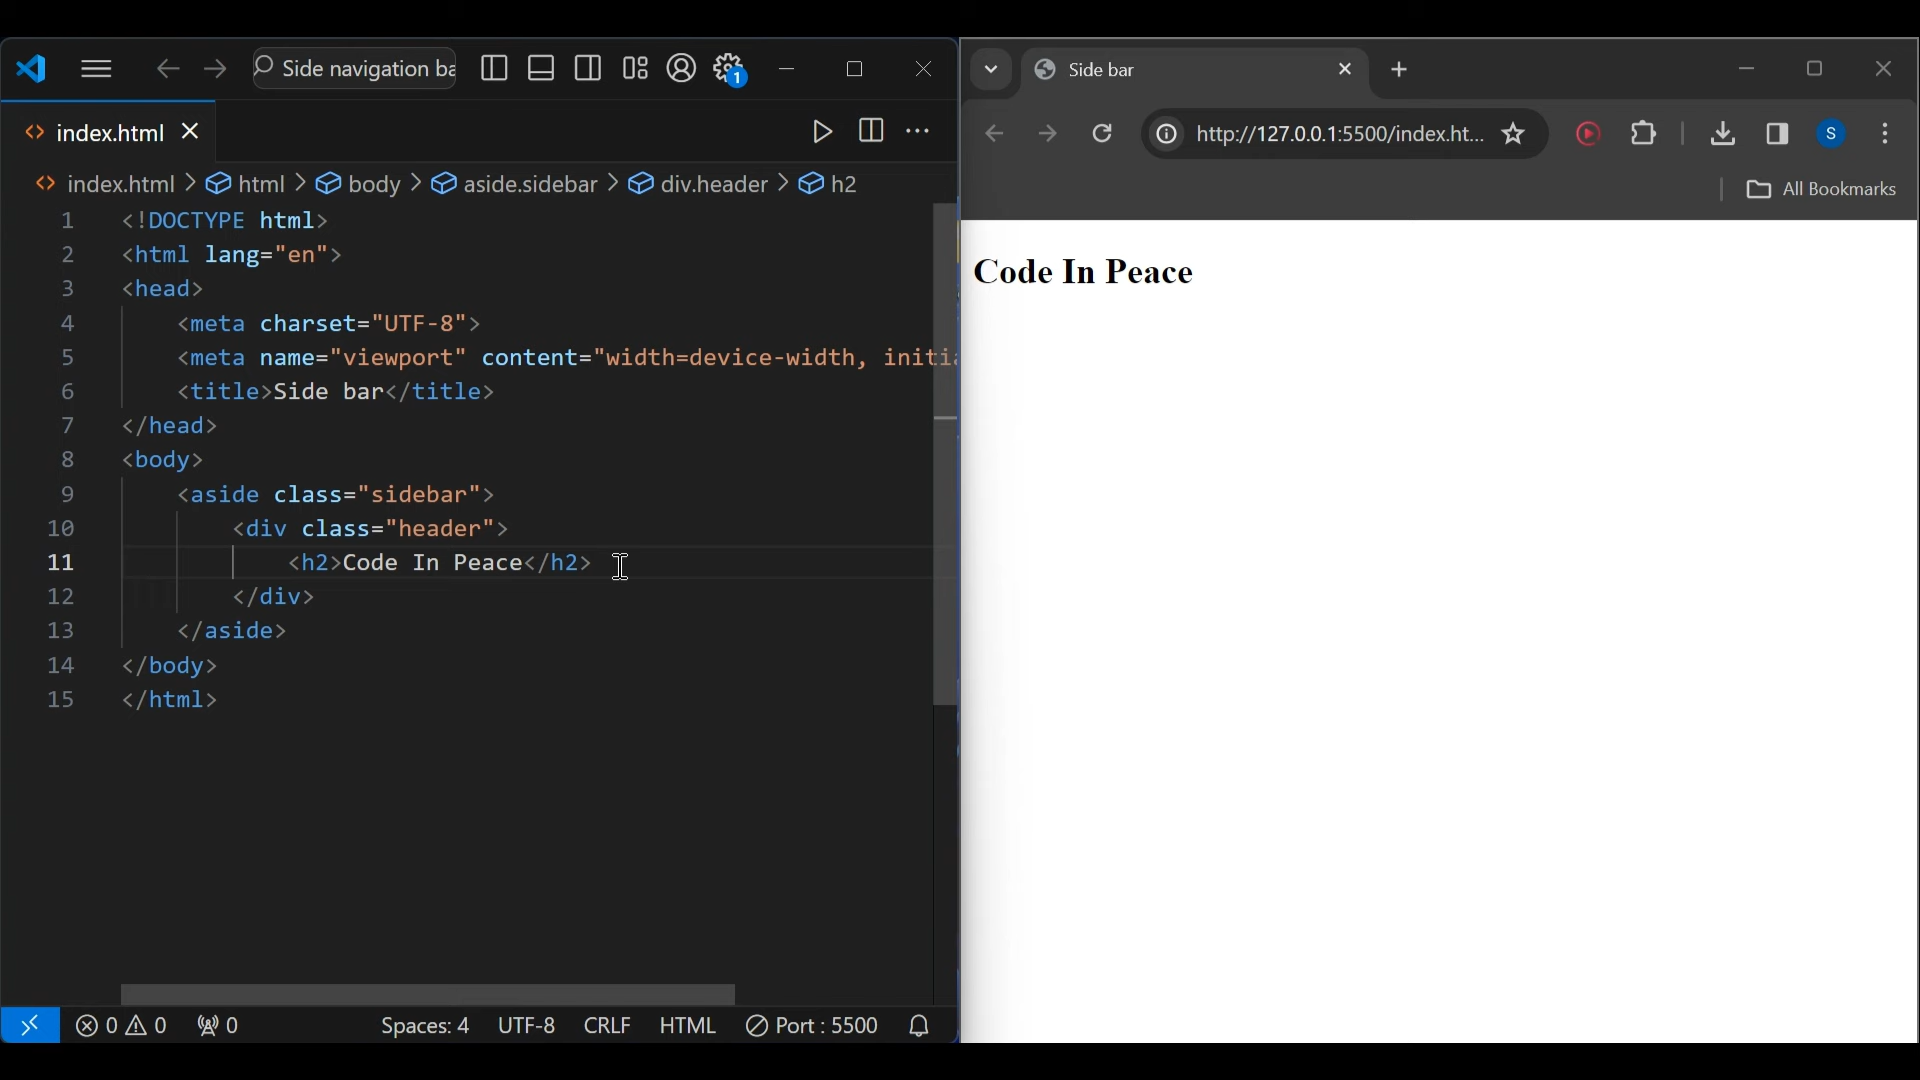 Side navigation ba
1
index.html
index.html > html > body > aside.sidebar > div.header > h2
1 <!DOCTYPE html>
2 <html lang="en">
3 <head>
4 <meta charset="UTF-8">
5 <meta name="viewport" content="width=device-width, initia
6 <title>Side bar</title>
7 </head>
8 <body>
9 <aside class="sidebar">
10 <div class="header">
11 <h2>Code In Peace</h2>
12 </div>
13 </aside>
14 </body>
15 </html>
0 0 0 Spaces: 4 UTF-8 CRLF HTML Port : 5500
Side bar
http://127.0.0.1:5500/index.ht...
S
All Bookmarks
Code In Peace